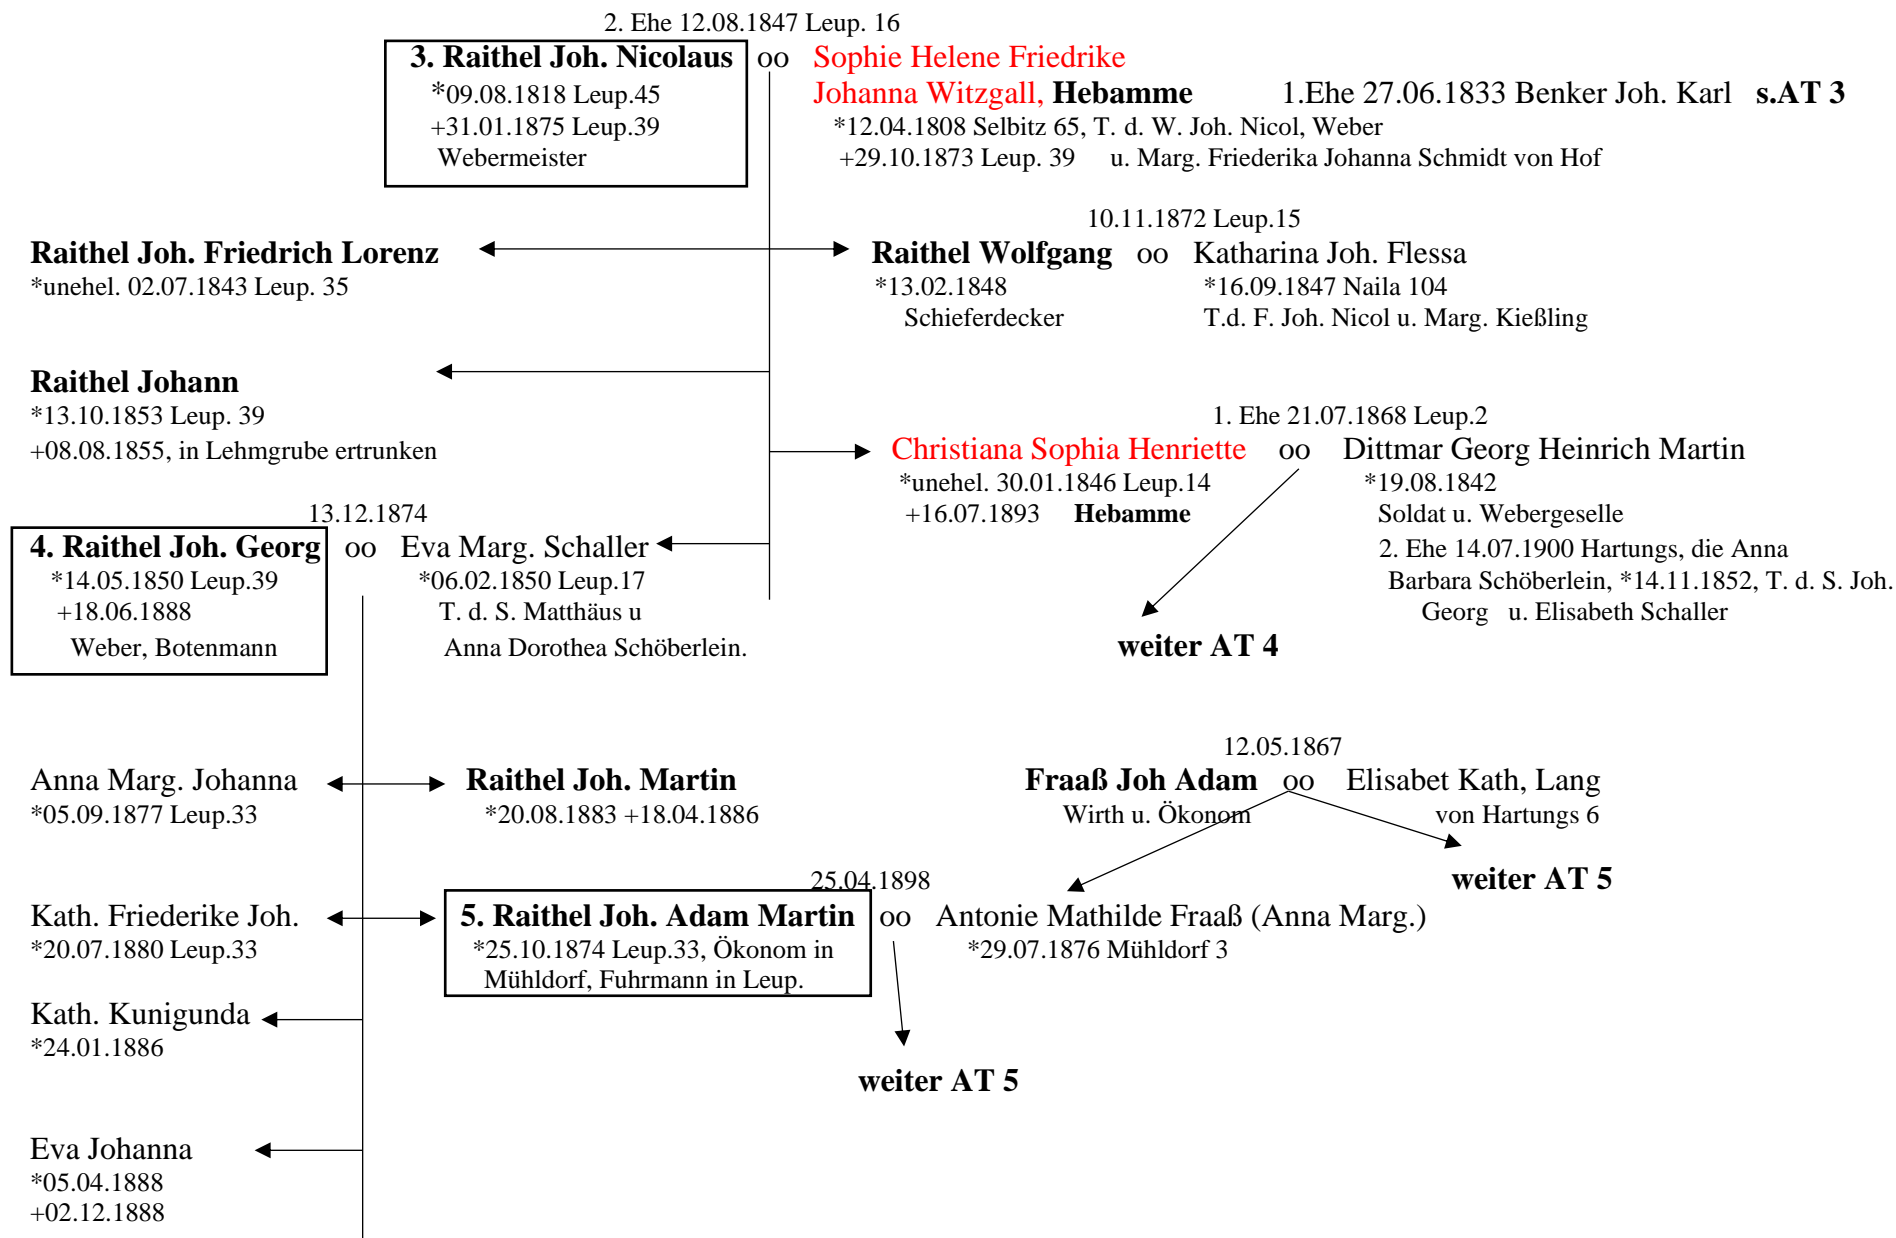 2. Ehe 12.08.1847 Leup. 16
3. Raithel Joh. Nicolaus oo Sophie Helene Friedrike
*09.08.1818 Leup.45 Johanna Witzgall, Hebamme 1.Ehe 27.06.1833 Benker Joh. Karl s.AT 3
+31.01.1875 Leup.39 *12.04.1808 Selbitz 65, T. d. W. Joh. Nicol, Weber
Webermeister +29.10.1873 Leup. 39 u. Marg. Friederika Johanna Schmidt von Hof
10.11.1872 Leup.15
Raithel Joh. Friedrich Lorenz Raithel Wolfgang oo Katharina Joh. Flessa
*unehel. 02.07.1843 Leup. 35 *13.02.1848 *16.09.1847 Naila 104
Schieferdecker T.d. F. Joh. Nicol u. Marg. Kießling
Raithel Johann
*13.10.1853 Leup. 39 1. Ehe 21.07.1868 Leup.2
+08.08.1855, in Lehmgrube ertrunken Christiana Sophia Henriette oo Dittmar Georg Heinrich Martin
*unehel. 30.01.1846 Leup.14 *19.08.1842
13.12.1874 +16.07.1893 Hebamme Soldat u. Webergeselle
4. Raithel Joh. Georg oo Eva Marg. Schaller 2. Ehe 14.07.1900 Hartungs, die Anna
*14.05.1850 Leup.39 *06.02.1850 Leup.17 Barbara Schöberlein, *14.11.1852, T. d. S. Joh.
+18.06.1888 T. d. S. Matthäus u Georg u. Elisabeth Schaller
Weber, Botenmann Anna Dorothea Schöberlein. weiter AT 4
12.05.1867
Anna Marg. Johanna Raithel Joh. Martin Fraaß Joh Adam oo Elisabet Kath, Lang
*05.09.1877 Leup.33 *20.08.1883 +18.04.1886 Wirth u. Ökonom von Hartungs 6
25.04.1898 weiter AT 5
Kath. Friederike Joh. 5. Raithel Joh. Adam Martin oo Antonie Mathilde Fraaß (Anna Marg.)
*20.07.1880 Leup.33 *25.10.1874 Leup.33, Ökonom in *29.07.1876 Mühldorf 3
Mühldorf, Fuhrmann in Leup.
Kath. Kunigunda
*24.01.1886
weiter AT 5
Eva Johanna
*05.04.1888
+02.12.1888